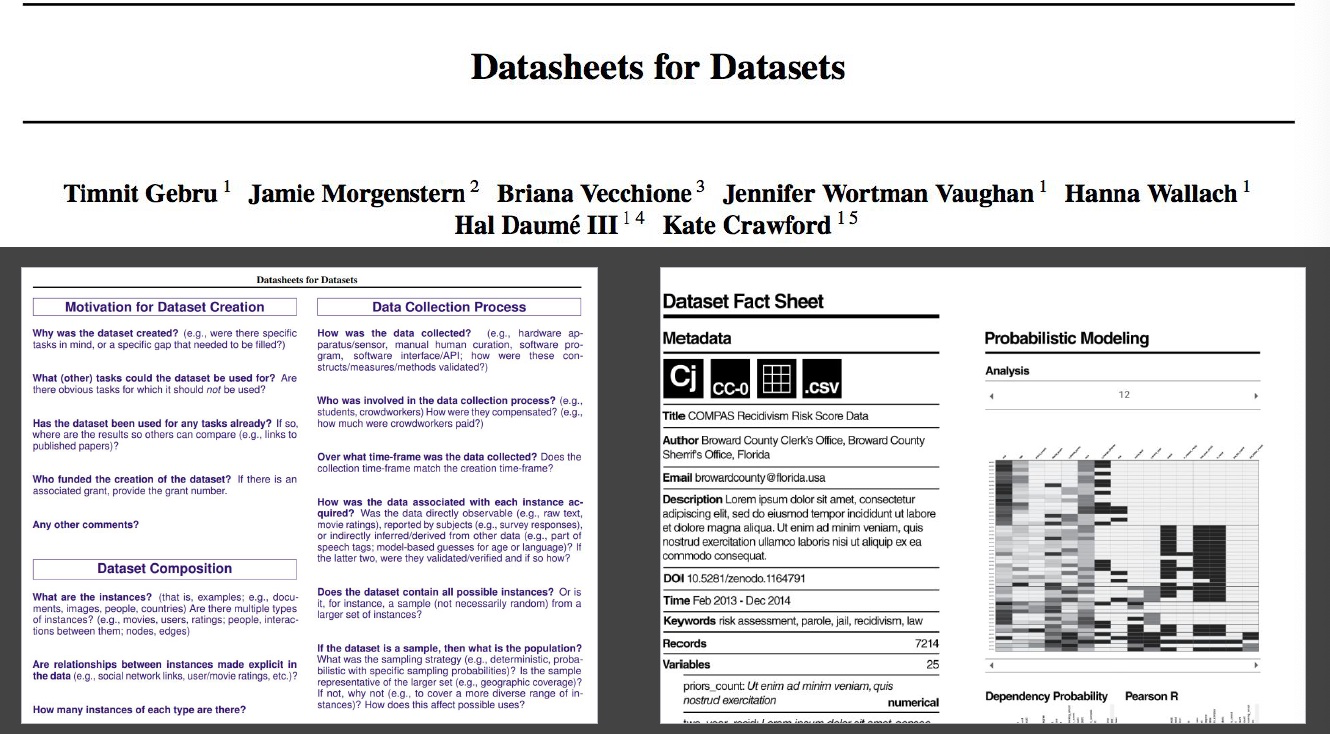 Datasheets for Datasets
Timnit Gebru 1 Jamie Morgenstern 2 Briana Vecchione 3 Jennifer Wortman Vaughan 1 Hanna Wallach 1
Hal Daumé III 1 4 Kate Crawford 1 5
Datasheets for Datasets
Motivation for Dataset Creation
Why was the dataset created? (e.g., were there specific
tasks in mind, or a specific gap that needed to be filled?)
What (other) tasks could the dataset be used for? Are
there obvious tasks for which it should not be used?
Has the dataset been used for any tasks already? If so,
where are the results so others can compare (e.g., links to
published papers)?
Who funded the creation of the dataset? If there is an
associated grant, provide the grant number.
Any other comments?
Dataset Composition
What are the instances? (that is, examples; e.g., docu-
ments, images, people, countries) Are there multiple types
of instances? (e.g., movies, users, ratings; people, interac-
tions between them; nodes, edges)
Are relationships between instances made explicit in
the data (e.g., social network links, user/movie ratings, etc.)?
How many instances of each type are there?
Data Collection Process
How was the data collected? (e.g., hardware ap-
paratus/sensor, manual human curation, software pro-
gram, software interface/API; how were these con-
structs/measures/methods validated?)
Who was involved in the data collection process? (e.g.,
students, crowdworkers) How were they compensated? (e.g.,
how much were crowdworkers paid?)
Over what time-frame was the data collected? Does the
collection time-frame match the creation time-frame?
How was the data associated with each instance ac-
quired? Was the data directly observable (e.g., raw text,
movie ratings), reported by subjects (e.g., survey responses),
or indirectly inferred/derived from other data (e.g., part of
speech tags; model-based guesses for age or language)? If
the latter two, were they validated/verified and if so how?
Does the dataset contain all possible instances? Or is
it, for instance, a sample (not necessarily random) from a
larger set of instances?
If the dataset is a sample, then what is the population?
What was the sampling strategy (e.g., deterministic, proba-
bilistic with specific sampling probabilities)? Is the sample
representative of the larger set (e.g., geographic coverage)?
If not, why not (e.g., to cover a more diverse range of in-
stances)? How does this affect possible uses?
Dataset Fact Sheet
Metadata
Cj CC-0 .csv
Title COMPAS Recidivism Risk Score Data
Author Broward County Clerk's Office, Broward County
Sherrif's Office, Florida
Email browardcounty@florida.usa
Description Lorem ipsum dolor sit amet, consectetur
adipiscing elit, sed do eiusmod tempor incididunt ut labore
et dolore magna aliqua. Ut enim ad minim veniam, quis
nostrud exercitation ullamco laboris nisi ut aliquip ex ea
commodo consequat.
DOI 10.5281/zenodo.1164791
Time Feb 2013 - Dec 2014
Keywords risk assessment, parole, jail, recidivism, law
Records 7214
Variables 25
priors_count: Ut enim ad minim veniam, quis
nostrud exercitation numerical
Probabilistic Modeling
Analysis
12
Dependency Probability Pearson R